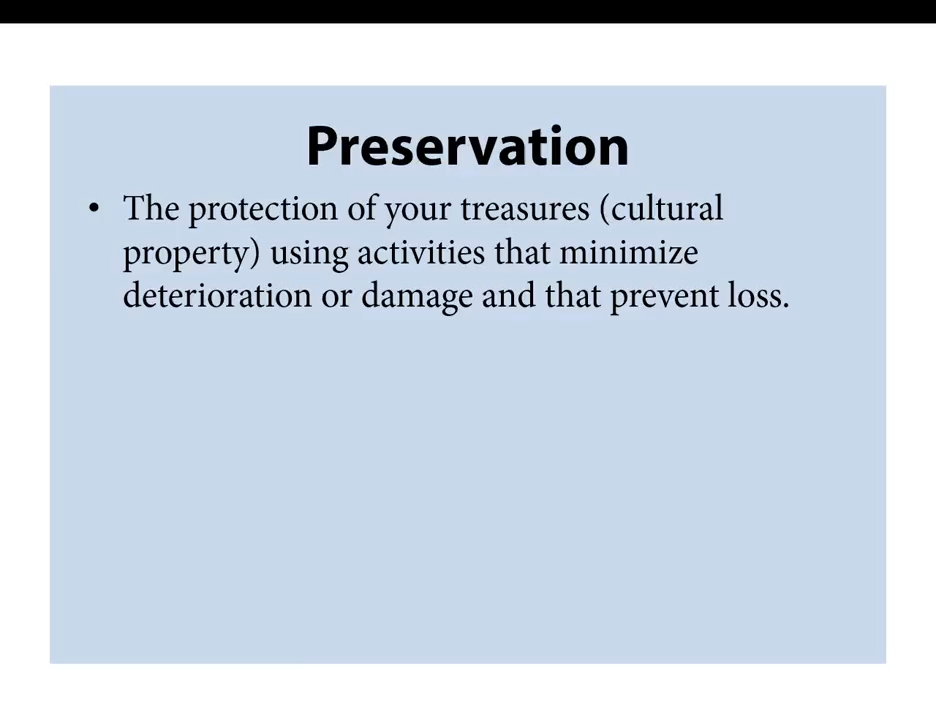 Preservation
• The protection of your treasures (cultural
property) using activities that minimize
deterioration or damage and that prevent loss.